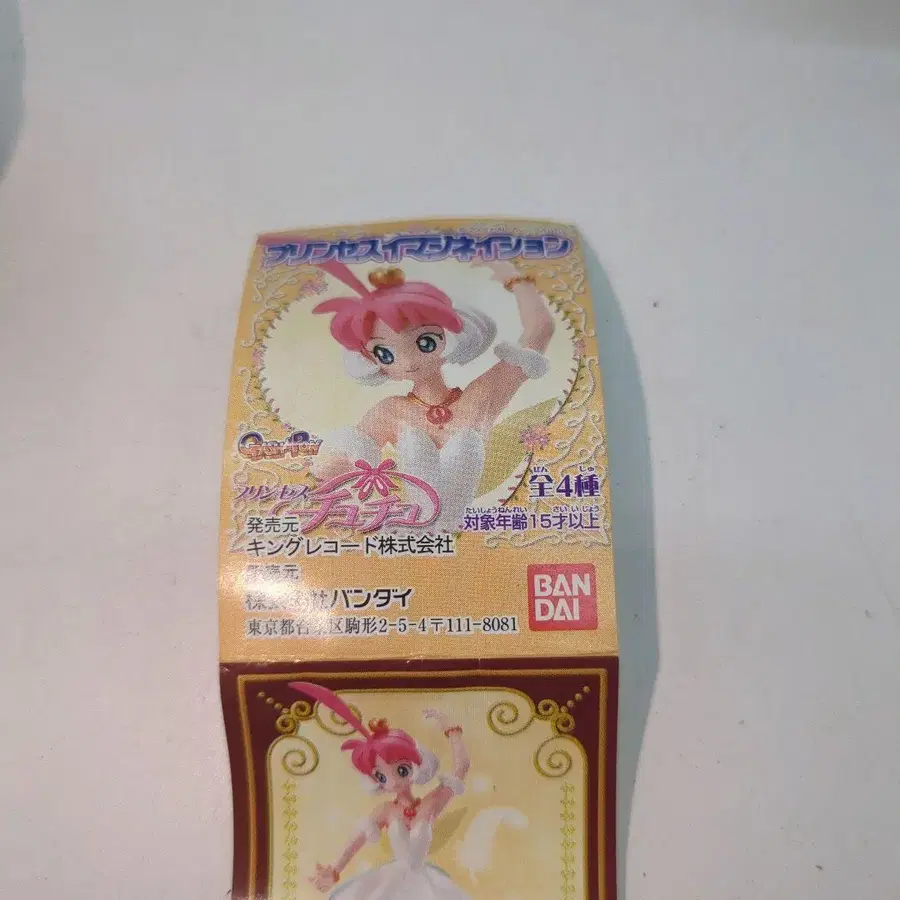 プリンセスイマジネイション
プリンセス
チュチュ
ぜん しゅ
全4種
たいしょうねんれい さい いじょう
対象年齢15才以上
発売元
キングレコード株式会社
バンダイ
東京都台東区駒形2-5-4〒111-8081
BAN
DAI